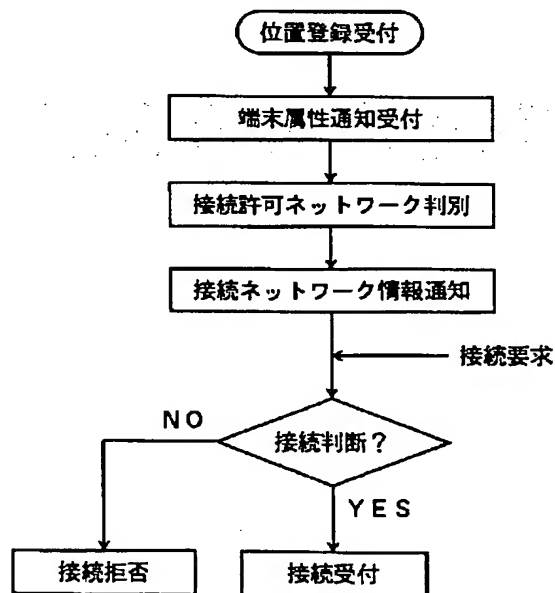 位置登録受付
端末属性通知受付
接続許可ネットワーク判別
接続ネットワーク情報通知
接続要求
接続判断?
NO
YES
接続拒否
接続受付